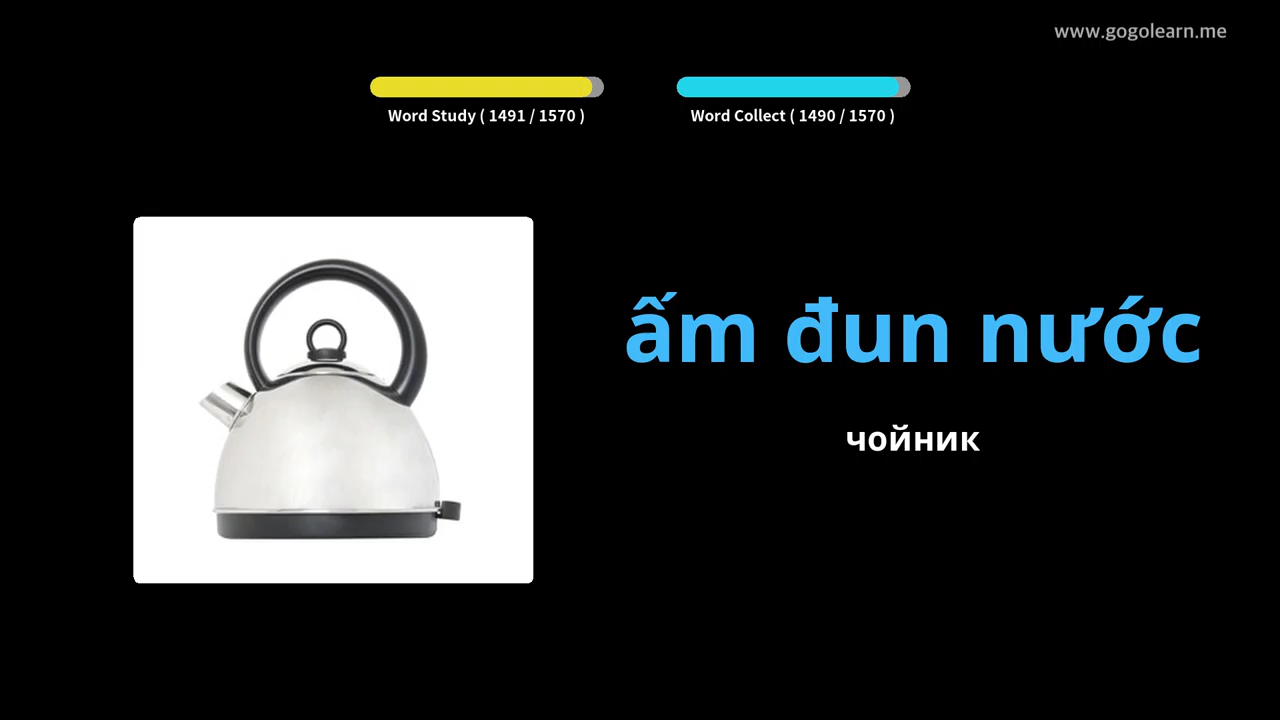 www.gogolearn.me
Word Study ( 1491 / 1570 )
Word Collect ( 1490 / 1570 )
ấm đun nước
чойник